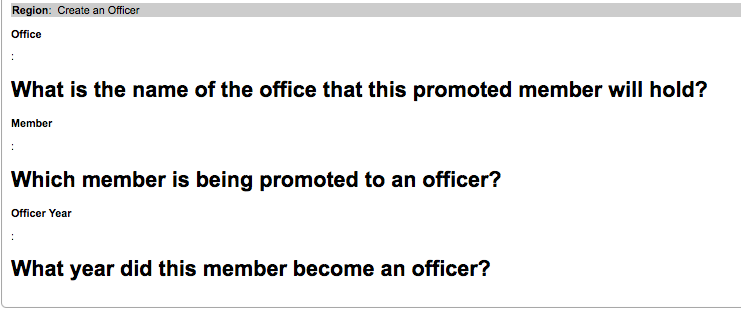 Region: Create an Officer
Office
:
What is the name of the office that this promoted member will hold?
Member
:
Which member is being promoted to an officer?
Officer Year
:
What year did this member become an officer?